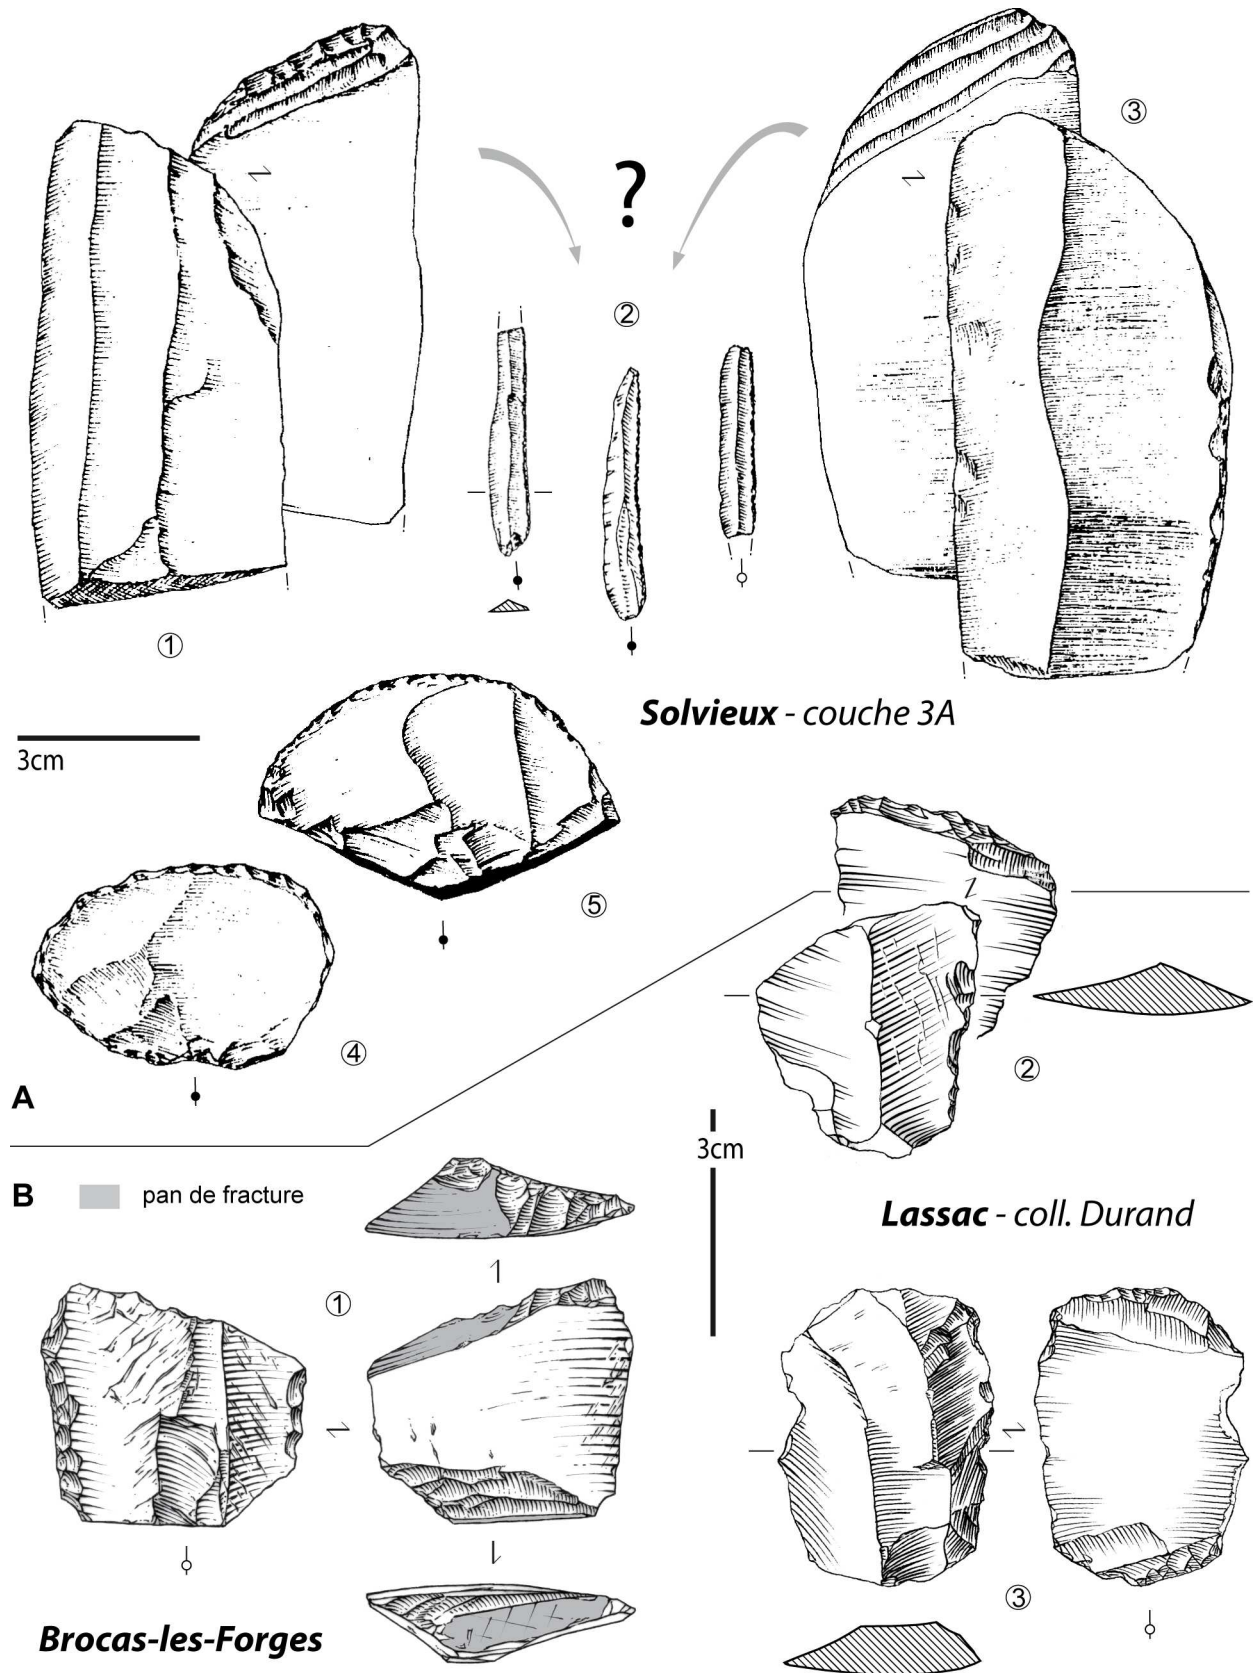 ③
?
②
①
Solvieux - couche 3A
3cm
⑤
④
②
A
3cm
B pan de fracture
Lassac - coll. Durand
①
③
Brocas-les-Forges